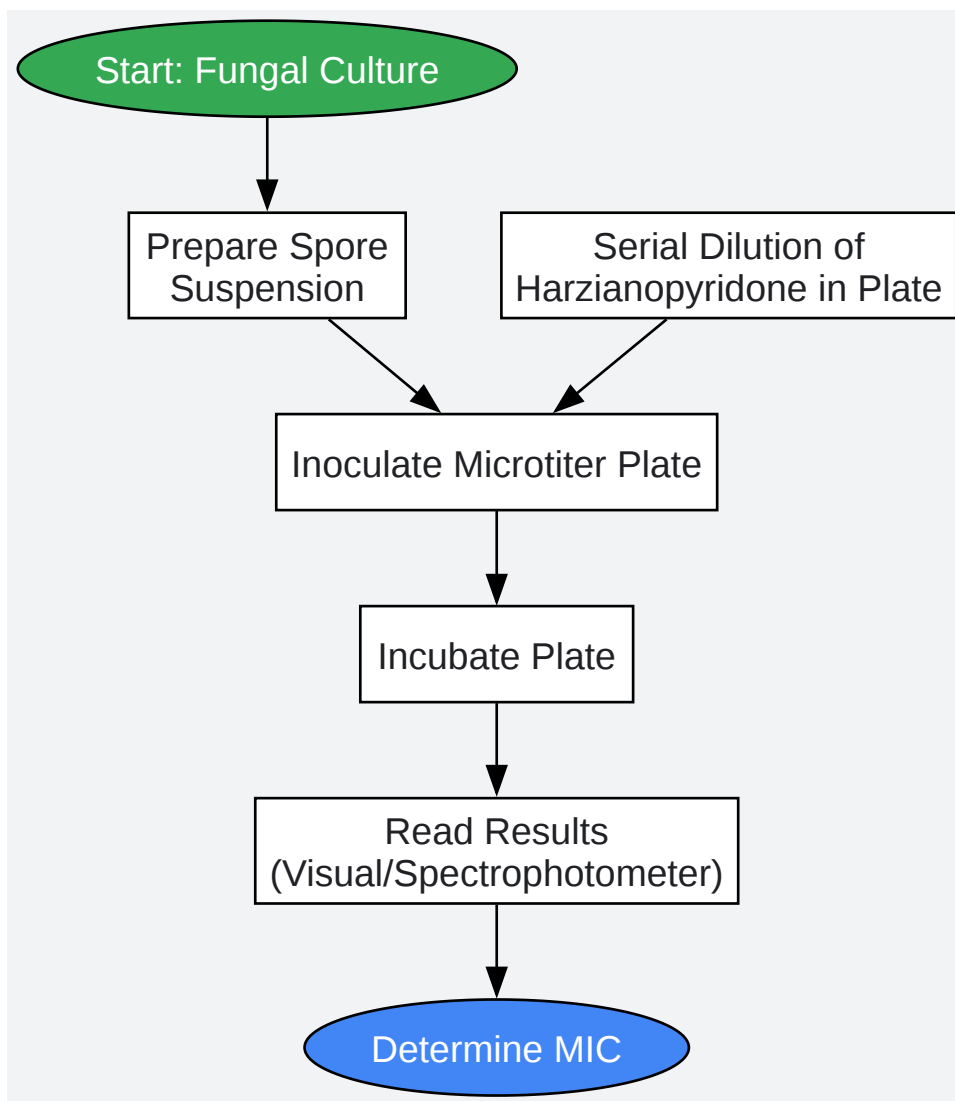 Start: Fungal Culture
Prepare Spore
Suspension
Serial Dilution of
Harzianopyridone in Plate
Inoculate Microtiter Plate
Incubate Plate
Read Results
(Visual/Spectrophotometer)
Determine MIC